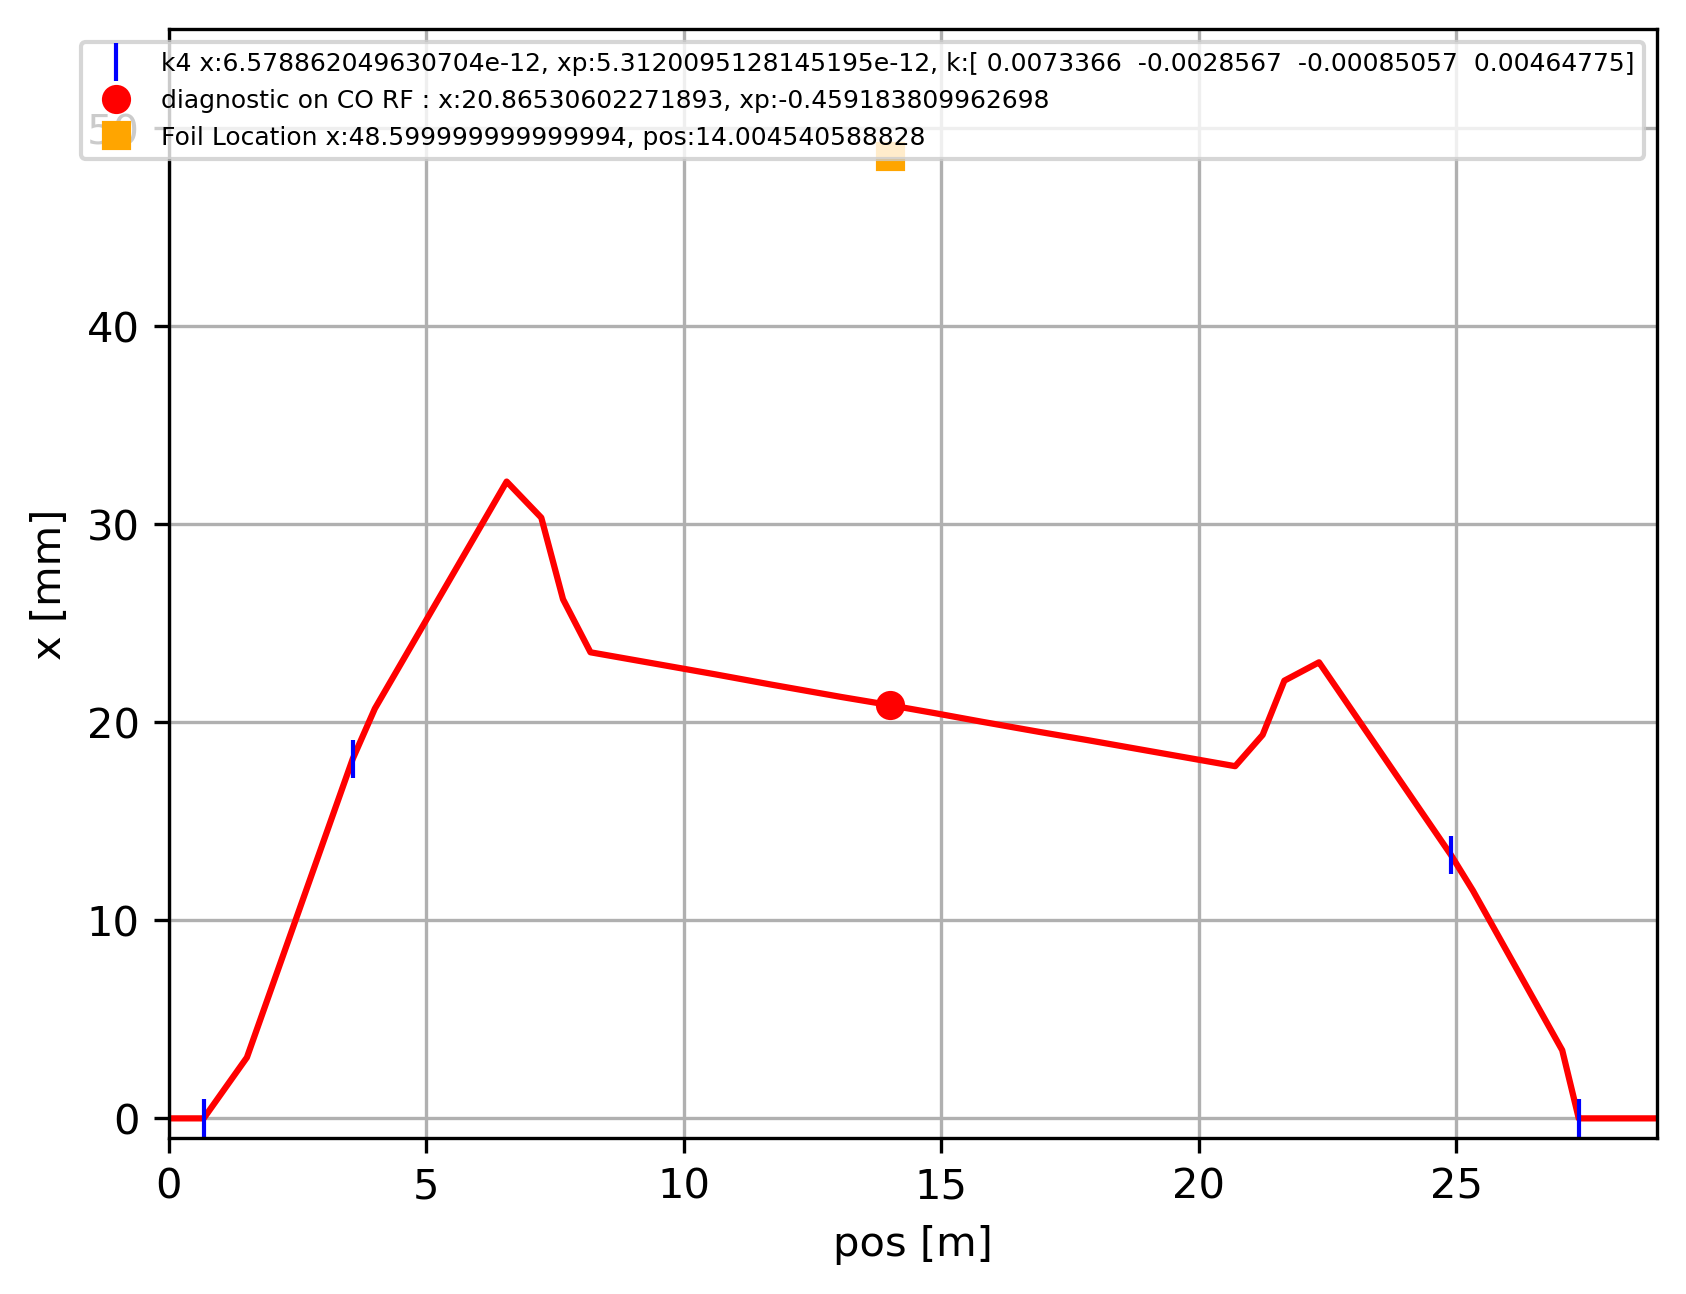 k4 x:6.578862049630704e-12, xp:5.3120095128145195e-12, k:[ 0.0073366 -0.0028567 -0.00085057 0.00464775]
diagnostic on CO RF : x:20.86530602271893, xp:-0.459183809962698
Foil Location x:48.599999999999994, pos:14.004540588828
50
40
30
20
10
0
x [mm]
0 5 10 15 20 25
pos [m]